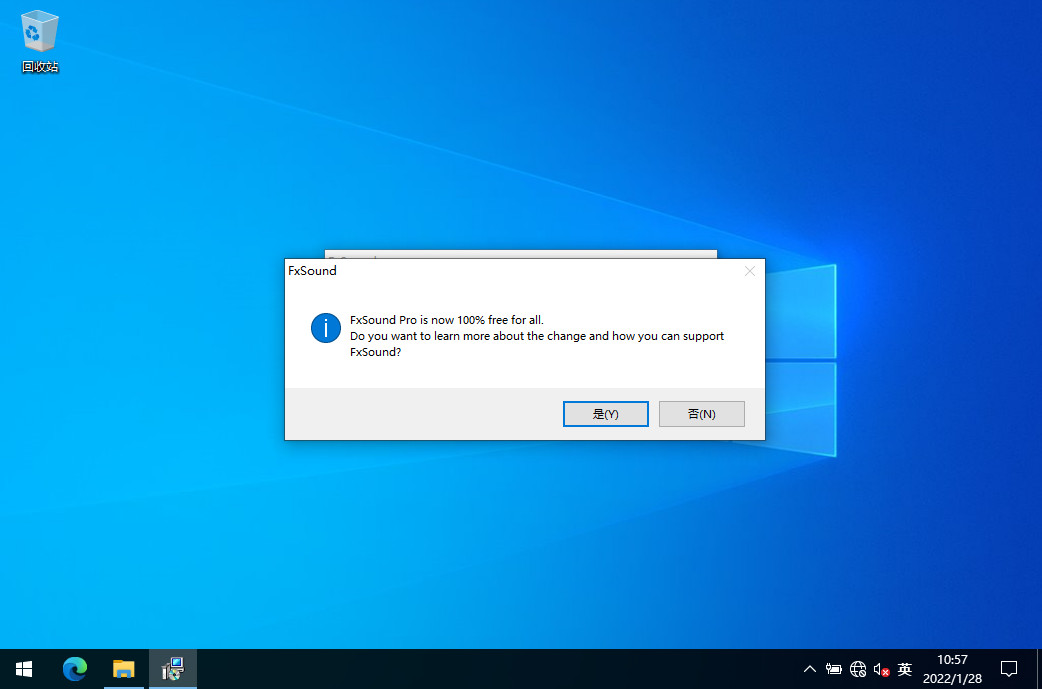 回收站
FxSound
FxSound Pro is now 100% free for all.
Do you want to learn more about the change and how you can support
FxSound?
是(Y)
否(N)
英
10:57
2022/1/28